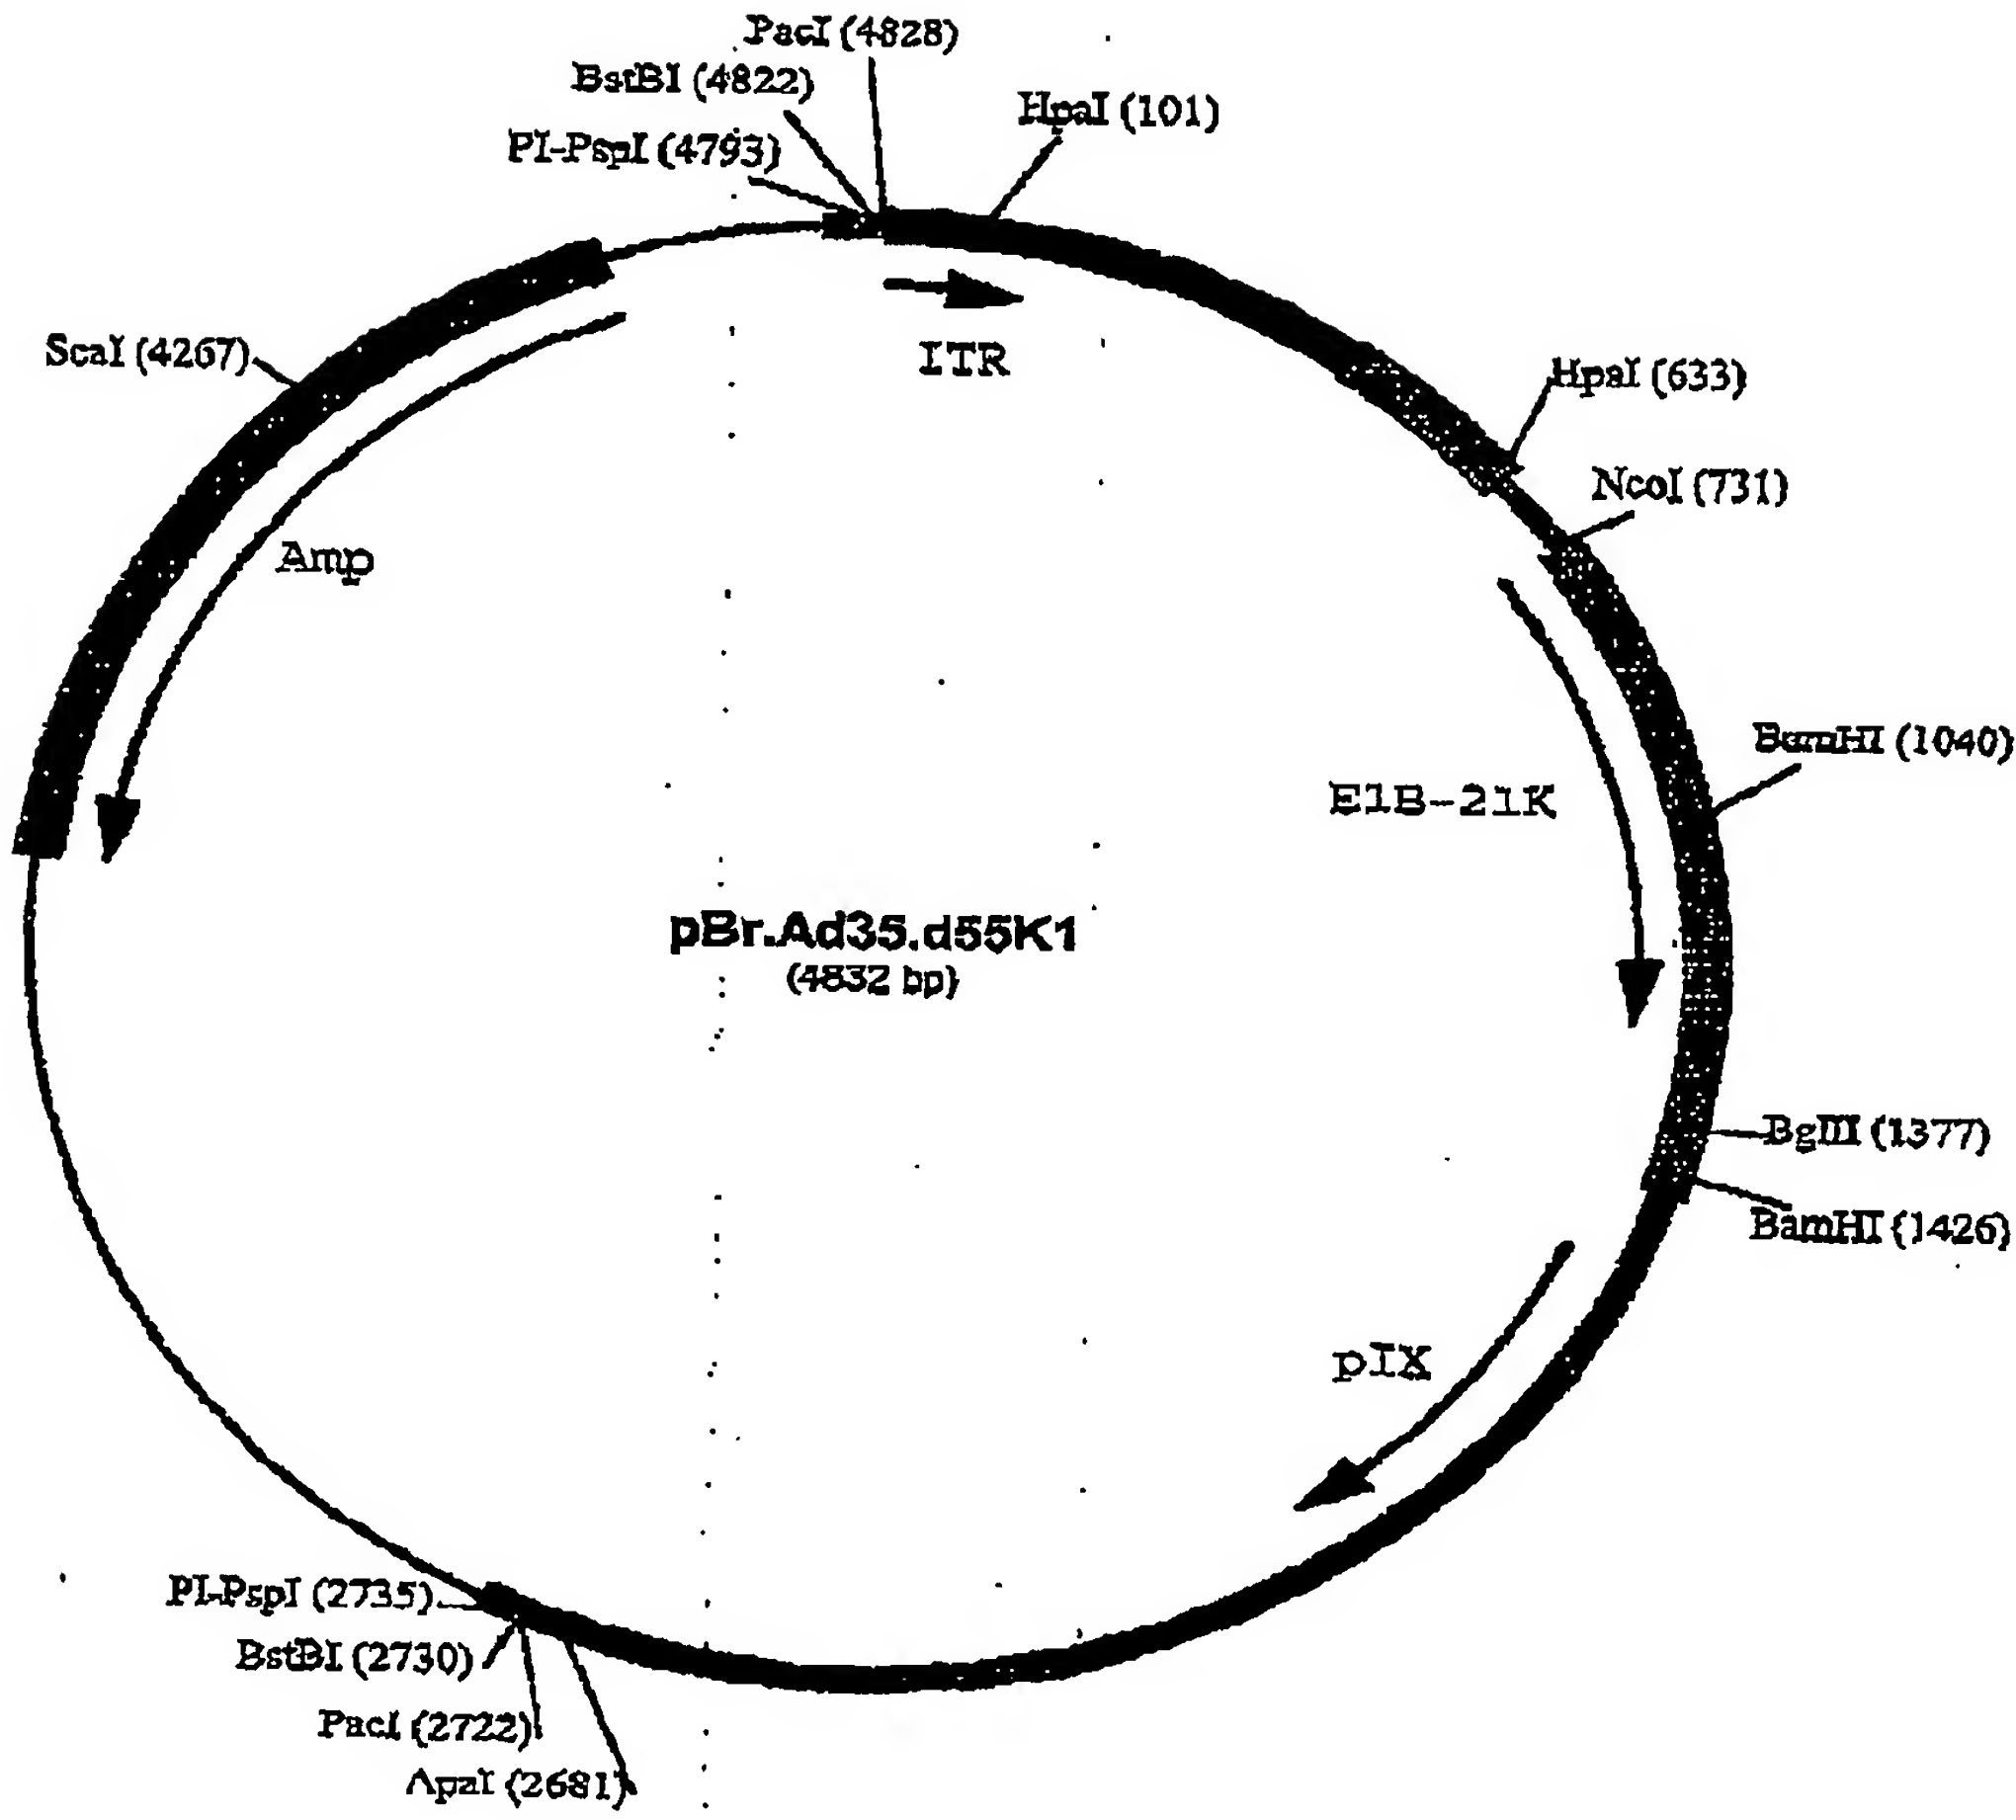 PacI (4828)
BstBI (4822)
HpaI (101)
PI-PspI (4793)
ITR
ScaI (4267)
HpaI (633)
NcoI (731)
Amp
BamHI (1040)
E1B-21K
pBr.Ad35.d55K1
(4832 bp)
BglII (1377)
BamHI (1426)
pIX
PI-PspI (2735)
BstBI (2730)
PacI (2722)
ApaI (2681)